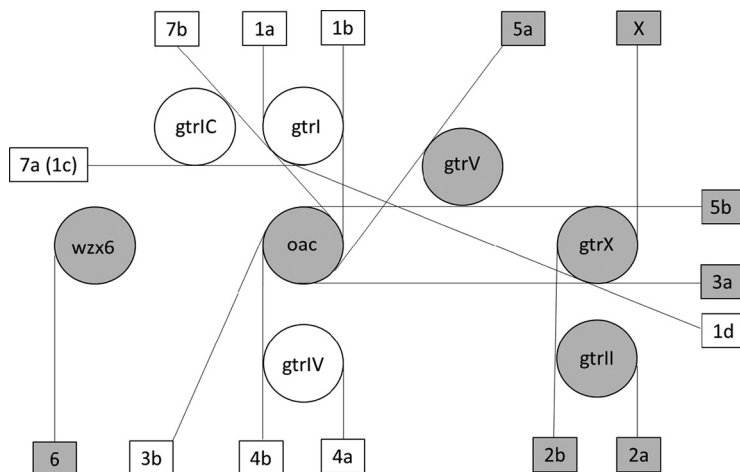 7b
1a
1b
5a
X
gtrIC
gtrI
7a (1c)
gtrV
5b
wzx6
oac
gtrX
3a
1d
gtrIV
gtrII
6
3b
4b
4a
2b
2a